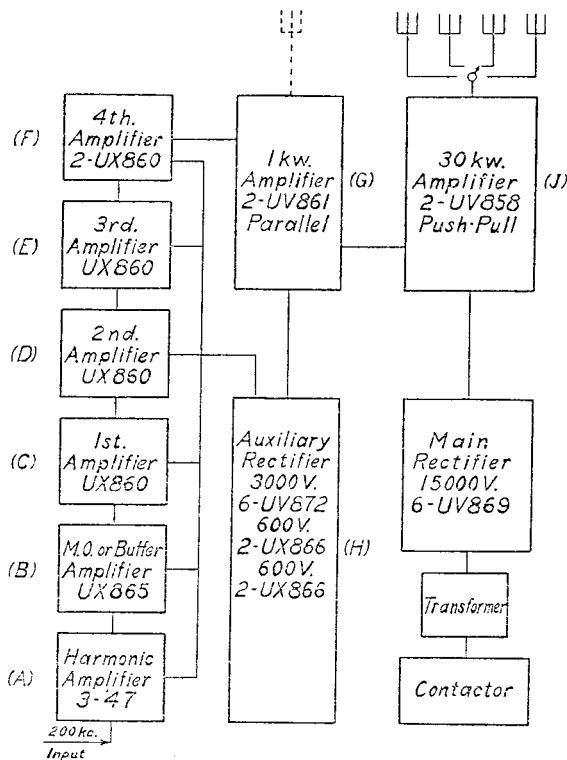 (F)
4th.
Amplifier
2-UX860
(E)
3rd.
Amplifier
UX860
(D)
2nd.
Amplifier
UX860
(C)
1st.
Amplifier
UX860
(B)
M.O. or Buffer
Amplifier
UX865
(A)
Harmonic
Amplifier
3-'47
200kc.
Input
1kw.
Amplifier
2-UV861
Parallel
(G)
Auxiliary
Rectifier
3000V.
6-UV872
600V.
2-UX866
600V.
2-UX866
(H)
30kw.
Amplifier
2-UV858
Push-Pull
(J)
Main
Rectifier
15000V.
6-UV869
Transformer
Contactor